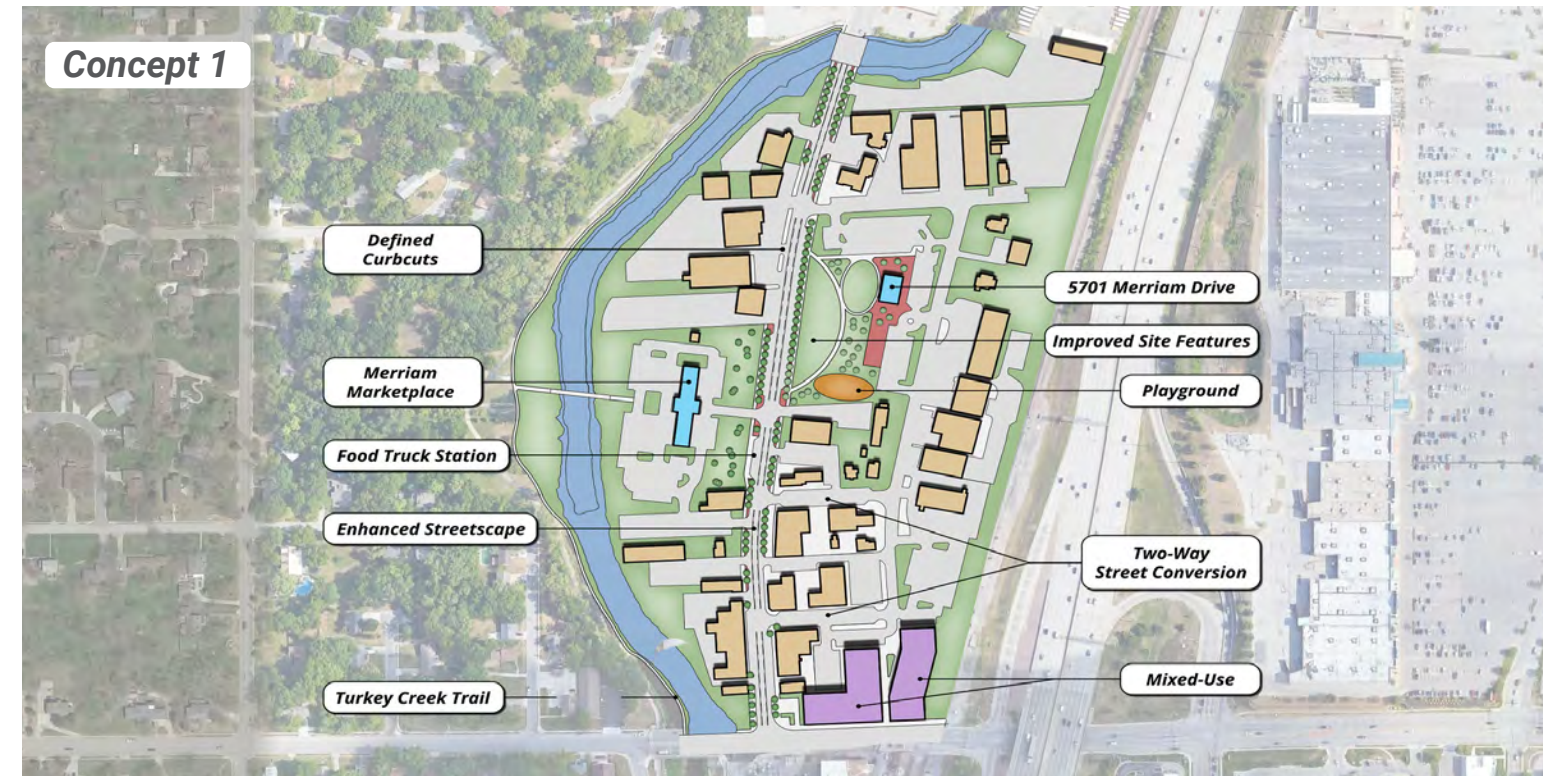 Concept 1
Defined
Curbcuts
5701 Merriam Drive
Improved Site Features
Merriam
Marketplace
Playground
Food Truck Station
Enhanced Streetscape
Two-Way
Street Conversion
Mixed-Use
Turkey Creek Trail